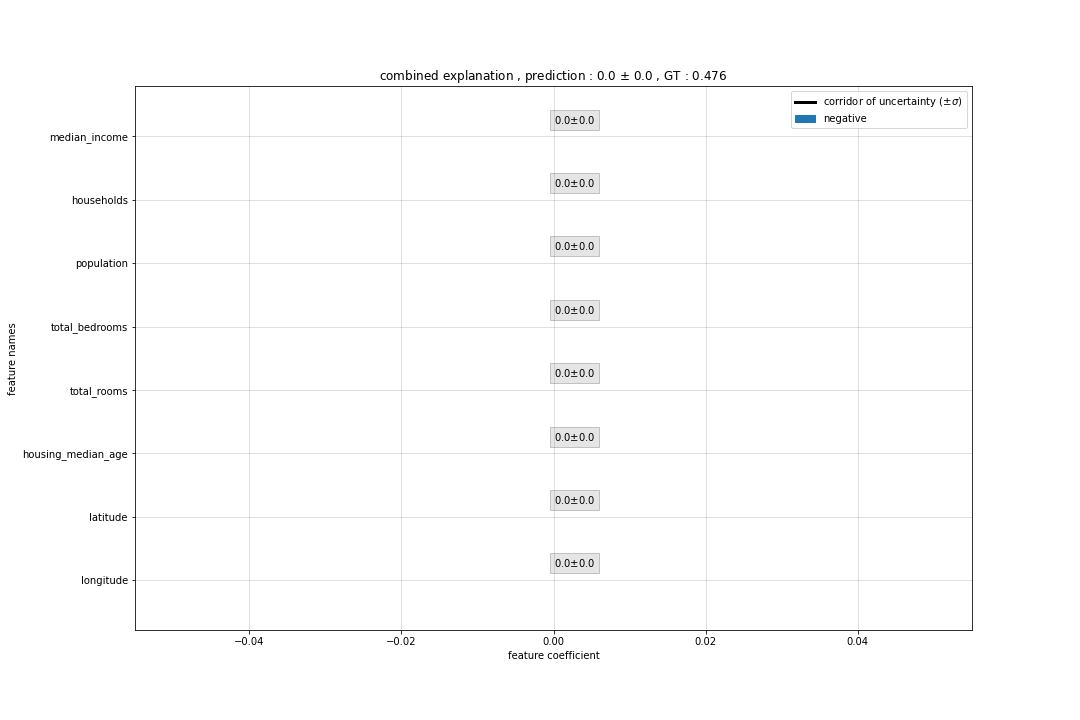 combined explanation , prediction : 0.0 ± 0.0 , GT : 0.476
corridor of uncertainty (±σ)
negative
feature names
median_income
0.0±0.0
households
0.0±0.0
population
0.0±0.0
total_bedrooms
0.0±0.0
total_rooms
0.0±0.0
housing_median_age
0.0±0.0
latitude
0.0±0.0
longitude
0.0±0.0
−0.04 −0.02 0.00 0.02 0.04
feature coefficient